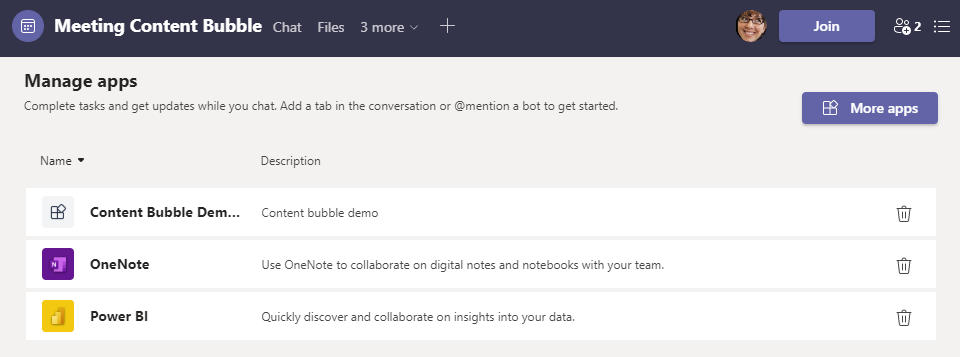 Meeting Content Bubble Chat Files 3 more Join 2
Manage apps
Complete tasks and get updates while you chat. Add a tab in the conversation or @mention a bot to get started.
More apps
Name Description
Content Bubble Dem... Content bubble demo
OneNote Use OneNote to collaborate on digital notes and notebooks with your team.
Power BI Quickly discover and collaborate on insights into your data.